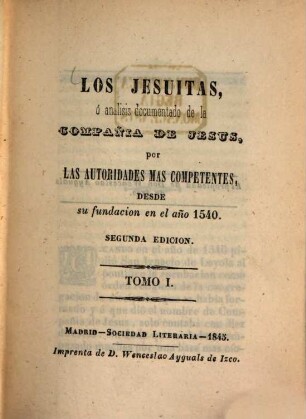 LOS JESUITAS,
ó analisis documentado de la
COMPAÑIA DE JESUS,
por
LAS AUTORIDADES MAS COMPETENTES,
DESDE
su fundacion en el año 1540.
SEGUNDA EDICION.
TOMO I.
MADRID—SOCIEDAD LITERARIA—1845.
Imprenta de D. Wenceslao Ayguals de Izco.